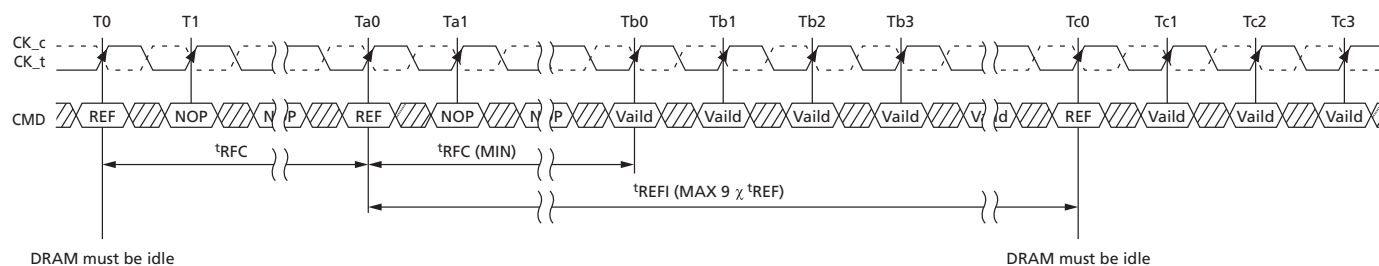 T0 T1 Ta0 Ta1 Tb0 Tb1 Tb2 Tb3 Tc0 Tc1 Tc2 Tc3
CK_c
CK_t
CMD REF NOP NOP REF NOP NOP Vaild Vaild Vaild Vaild Vaild REF Vaild Vaild Vaild
tRFC tRFC (MIN)
tREFI (MAX 9 χ tREF)
DRAM must be idle DRAM must be idle